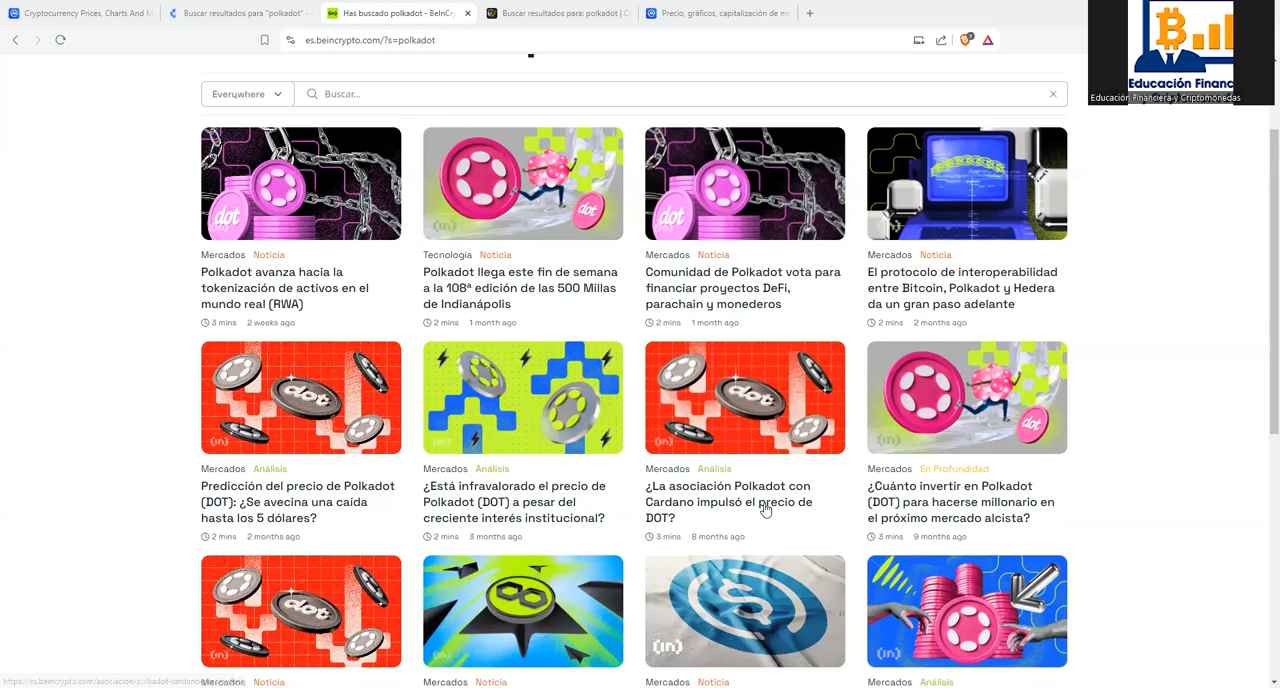 Cryptocurrency Prices, Charts And M
Buscar resultados para "polkadot" -
Has buscado polkadot - BeInCry
Buscar resultados para: polkadot | C
Precio, gráficos, capitalización de me
es.beincrypto.com/?s=polkadot
Educación Financ
Educación Financiera y Criptomonedas
Everywhere
Buscar...
Mercados Noticia
Polkadot avanza hacia la
tokenización de activos en el
mundo real (RWA)
3 mins 2 weeks ago
Tecnología Noticia
Polkadot llega este fin de semana
a la 108ª edición de las 500 Millas
de Indianápolis
2 mins 1 month ago
Mercados Noticia
Comunidad de Polkadot vota para
financiar proyectos DeFi,
parachain y monederos
2 mins 1 month ago
Mercados Noticia
El protocolo de interoperabilidad
entre Bitcoin, Polkadot y Hedera
da un gran paso adelante
2 mins 2 months ago
Mercados Análisis
Predicción del precio de Polkadot
(DOT): ¿Se avecina una caída
hasta los 5 dólares?
2 mins 2 months ago
Mercados Análisis
¿Está infravalorado el precio de
Polkadot (DOT) a pesar del
creciente interés institucional?
2 mins 3 months ago
Mercados Análisis
¿La asociación Polkadot con
Cardano impulsó el precio de
DOT?
3 mins 8 months ago
Mercados En Profundidad
¿Cuánto invertir en Polkadot
(DOT) para hacerse millonario en
el próximo mercado alcista?
3 mins 9 months ago
Mercados Noticia
Mercados Noticia
Mercados Noticia
Mercados Análisis